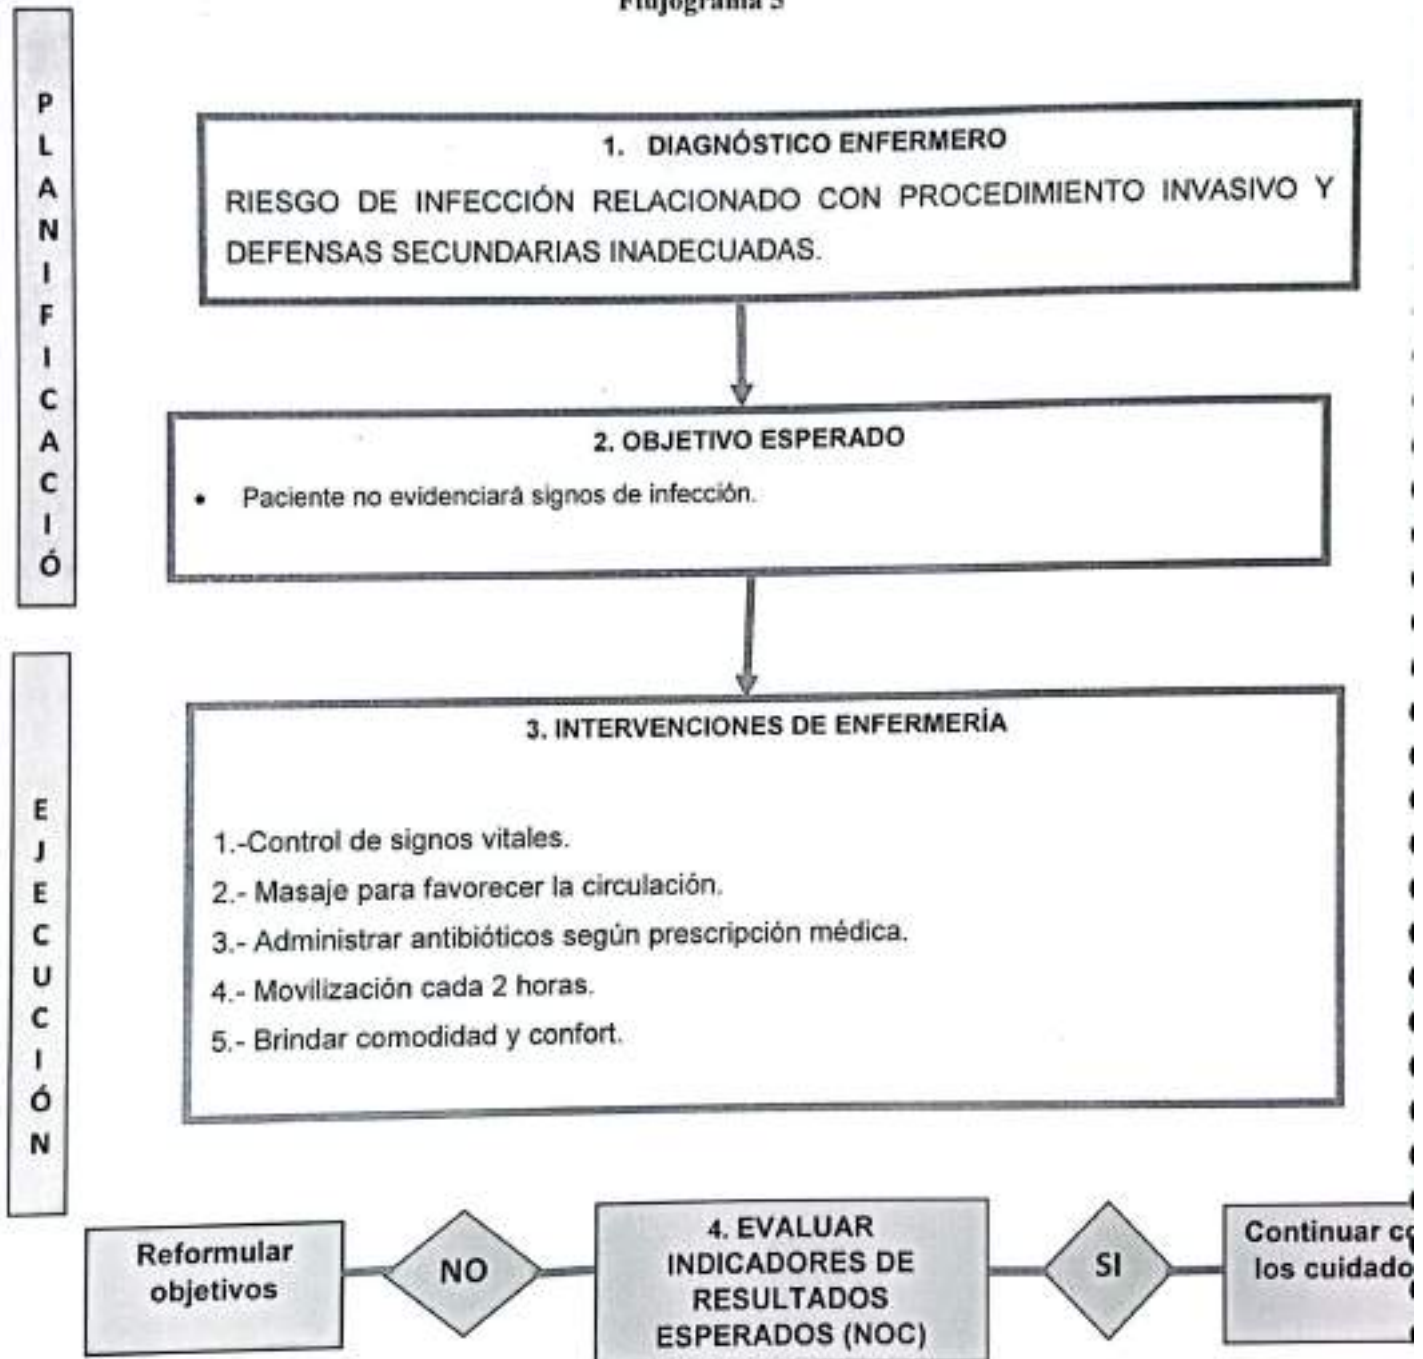 PLANIFICACIÓ
1. DIAGNÓSTICO ENFERMERO
RIESGO DE INFECCIÓN RELACIONADO CON PROCEDIMIENTO INVASIVO Y
DEFENSAS SECUNDARIAS INADECUADAS.
2. OBJETIVO ESPERADO
• Paciente no evidenciará signos de infección.
EJECUCIÓN
3. INTERVENCIONES DE ENFERMERÍA
1.-Control de signos vitales.
2.- Masaje para favorecer la circulación.
3.- Administrar antibióticos según prescripción médica.
4.- Movilización cada 2 horas.
5.- Brindar comodidad y confort.
Reformular
objetivos
NO
4. EVALUAR
INDICADORES DE
RESULTADOS
ESPERADOS (NOC)
SI
Continuar
los